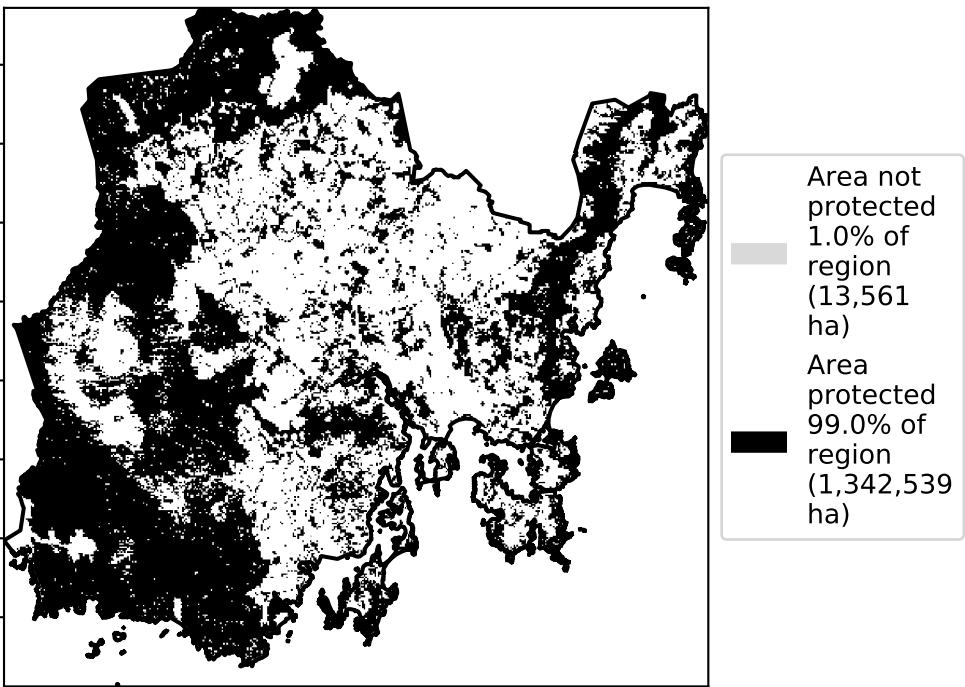 Area not
protected
1.0% of
region
(13,561
ha)
Area
protected
99.0% of
region
(1,342,539
ha)